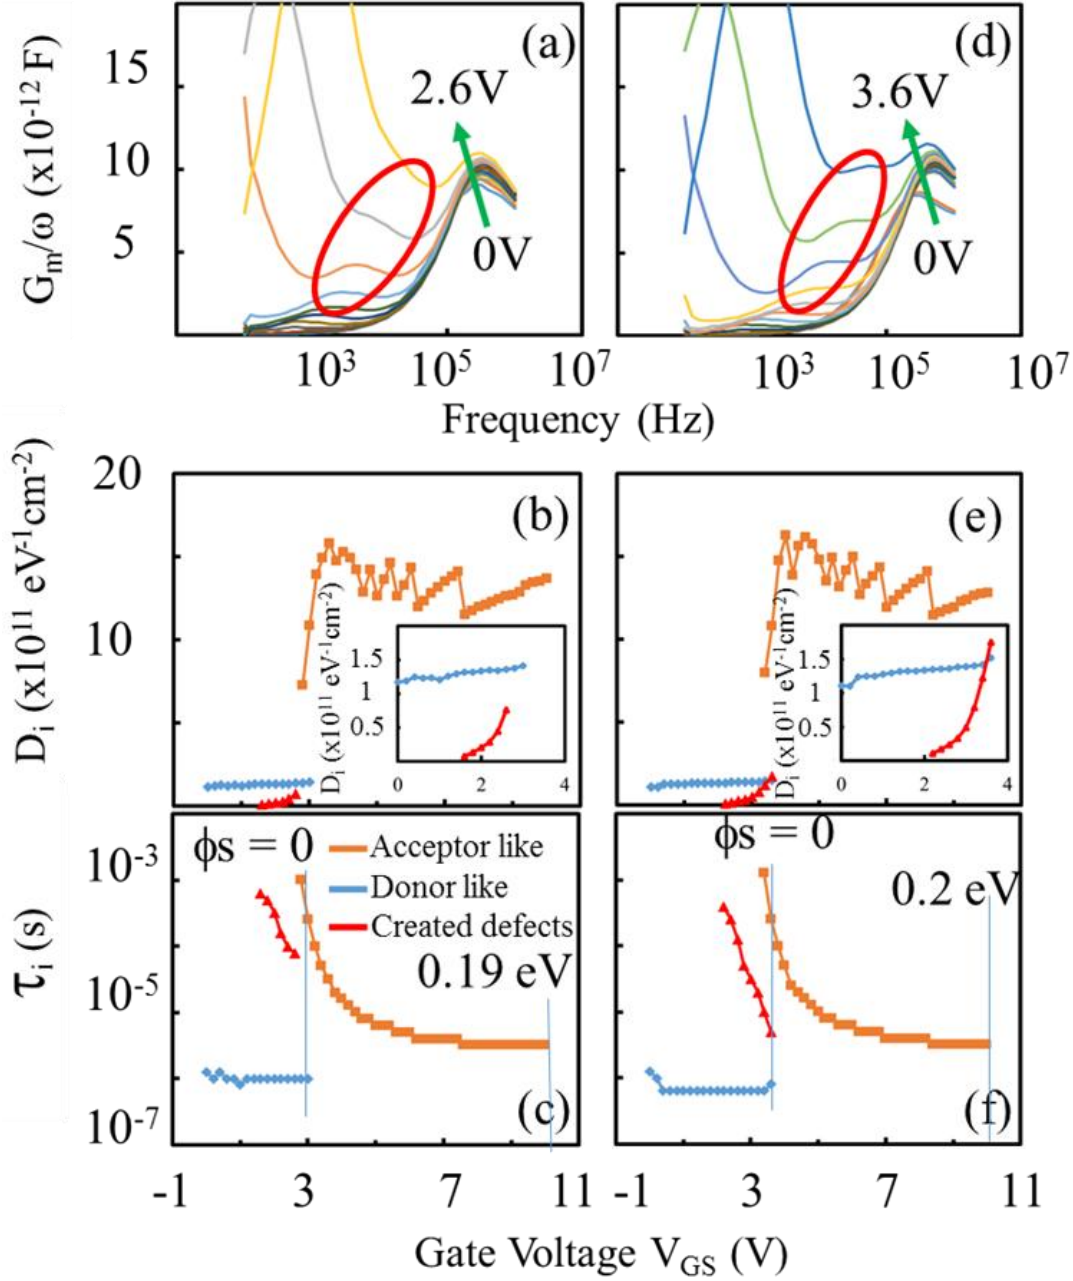 (a)
(d)
G_m/ω (x10^-12 F)
15
10
5
2.6V
0V
3.6V
0V
10^3 10^5 10^7
10^3 10^5 10^7
Frequency (Hz)
D_i (x10^11 eV^-1cm^-2)
20
10
(b)
(e)
D_i (x10^11 eV^-1cm^-2)
1.5
1
0.5
0 2 4
D_i (x10^11 eV^-1cm^-2)
1.5
1
0.5
0 2 4
τ_i (s)
10^-3
10^-5
10^-7
ϕs = 0
Acceptor like
Donor like
Created defects
0.19 eV
(c)
ϕs = 0
0.2 eV
(f)
-1 3 7 11
-1 3 7 11
Gate Voltage V_GS (V)